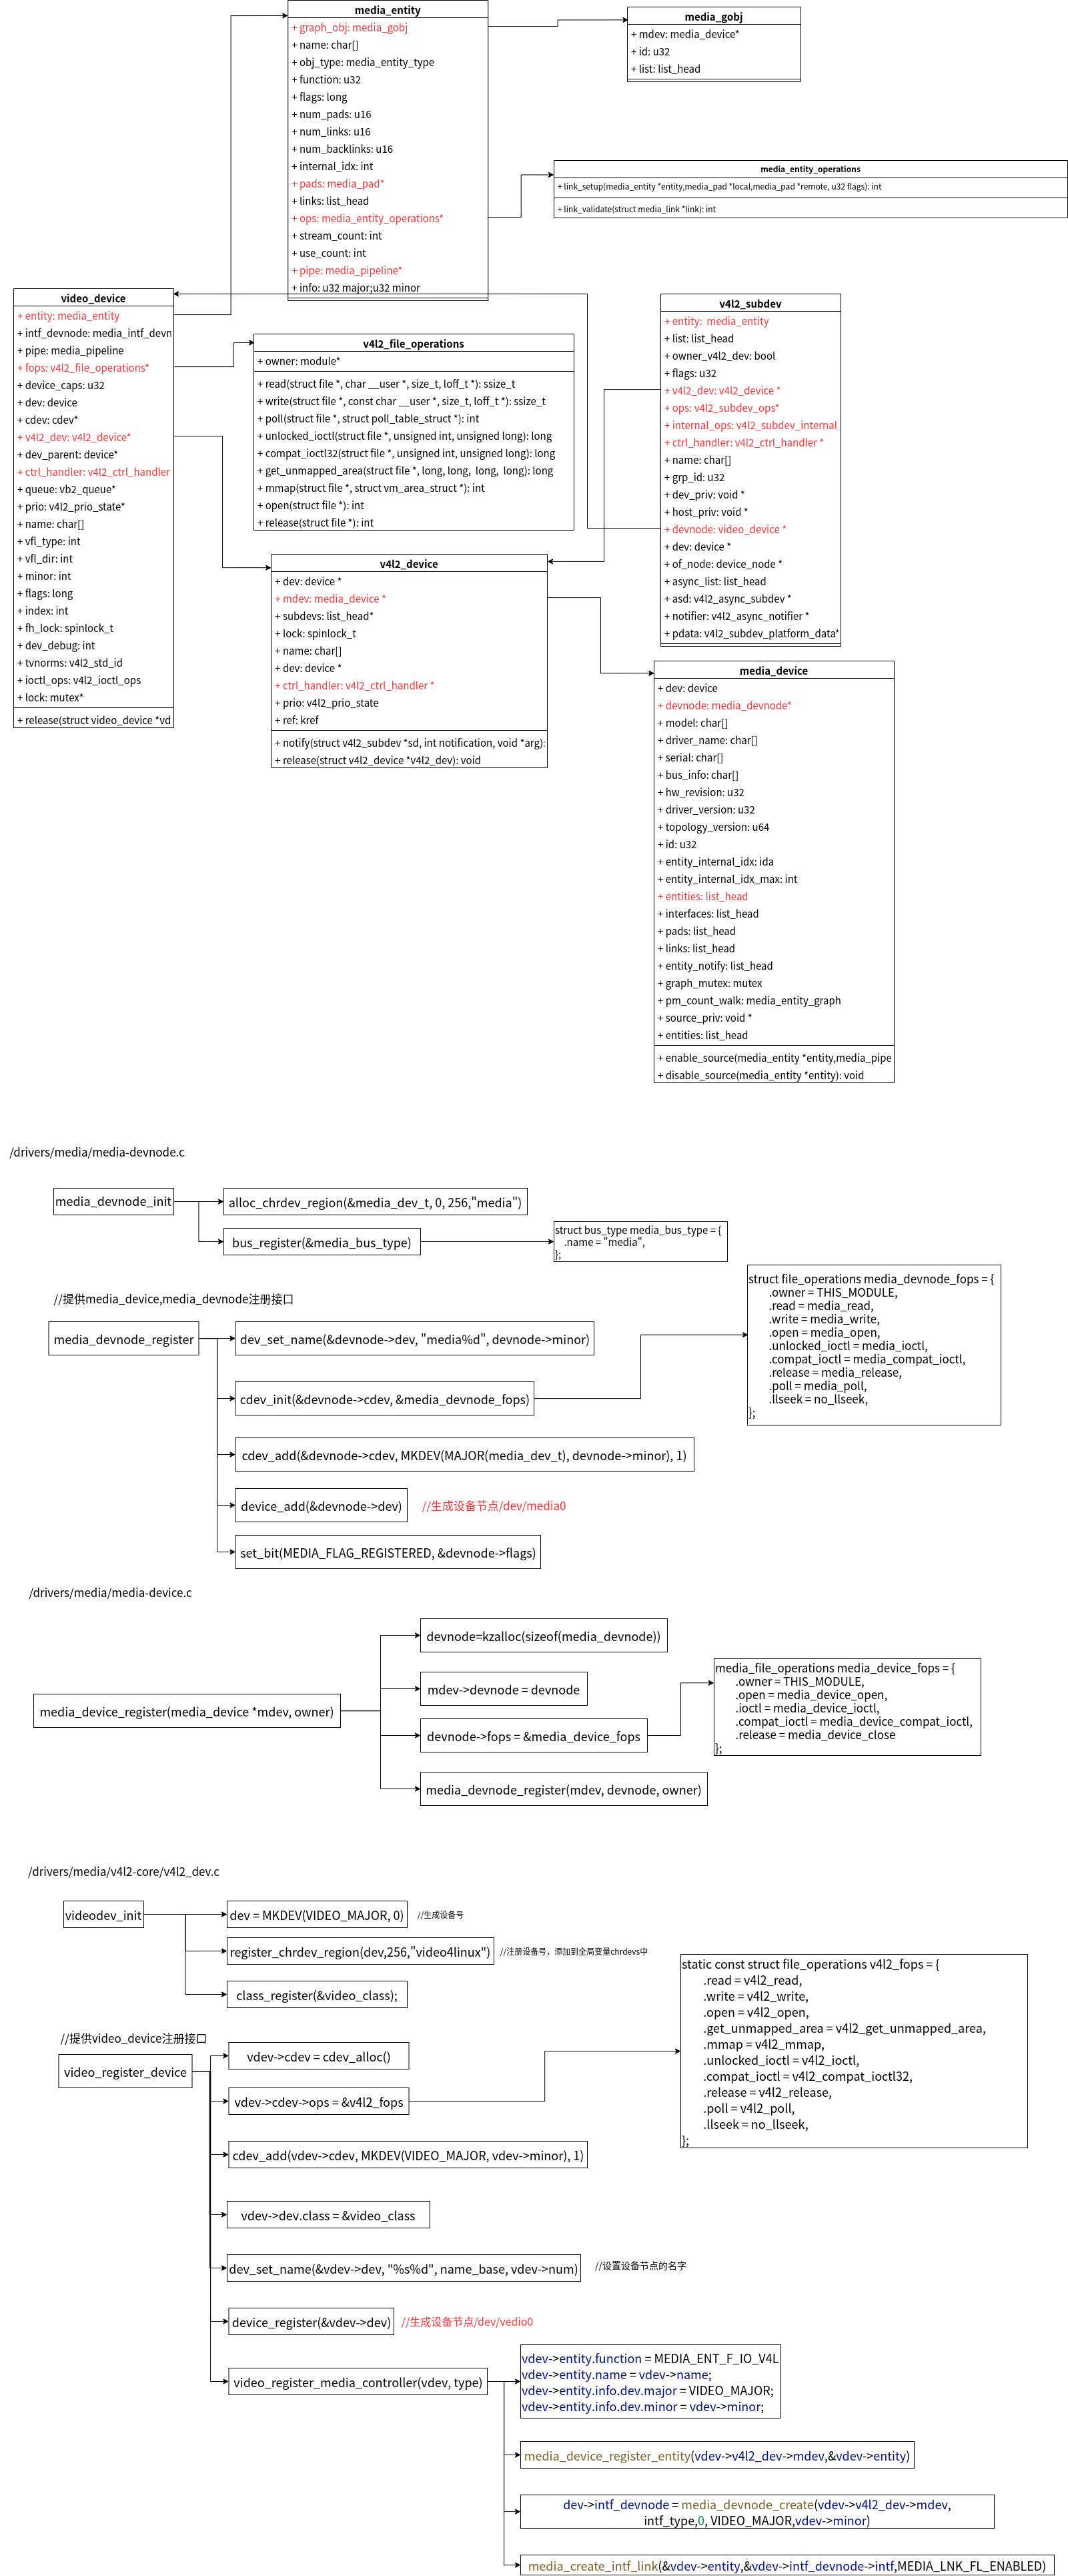 media_entity
+ graph_obj: media_gobj
+ name: char[]
+ obj_type: media_entity_type
+ function: u32
+ flags: long
+ num_pads: u16
+ num_links: u16
+ num_backlinks: u16
+ internal_idx: int
+ pads: media_pad*
+ links: list_head
+ ops: media_entity_operations*
+ stream_count: int
+ use_count: int
+ pipe: media_pipeline*
+ info: u32 major;u32 minor
media_gobj
+ mdev: media_device*
+ id: u32
+ list: list_head
media_entity_operations
+ link_setup(media_entity *entity,media_pad *local,media_pad *remote, u32 flags): int
+ link_validate(struct media_link *link): int
video_device
+ entity: media_entity
+ intf_devnode: media_intf_devn
+ pipe: media_pipeline
+ fops: v4l2_file_operations*
+ device_caps: u32
+ dev: device
+ cdev: cdev*
+ v4l2_dev: v4l2_device*
+ dev_parent: device*
+ ctrl_handler: v4l2_ctrl_handler
+ queue: vb2_queue*
+ prio: v4l2_prio_state*
+ name: char[]
+ vfl_type: int
+ vfl_dir: int
+ minor: int
+ flags: long
+ index: int
+ fh_lock: spinlock_t
+ dev_debug: int
+ tvnorms: v4l2_std_id
+ ioctl_ops: v4l2_ioctl_ops
+ lock: mutex*
+ release(struct video_device *vd
v4l2_file_operations
+ owner: module*
+ read(struct file *, char __user *, size_t, loff_t *): ssize_t
+ write(struct file *, const char __user *, size_t, loff_t *): ssize_t
+ poll(struct file *, struct poll_table_struct *): int
+ unlocked_ioctl(struct file *, unsigned int, unsigned long): long
+ compat_ioctl32(struct file *, unsigned int, unsigned long): long
+ get_unmapped_area(struct file *, long, long,  long,  long): long
+ mmap(struct file *, struct vm_area_struct *): int
+ open(struct file *): int
+ release(struct file *): int
v4l2_subdev
+ entity:  media_entity
+ list: list_head
+ owner_v4l2_dev: bool
+ flags: u32
+ v4l2_dev: v4l2_device *
+ ops: v4l2_subdev_ops*
+ internal_ops: v4l2_subdev_internal
+ ctrl_handler: v4l2_ctrl_handler *
+ name: char[]
+ grp_id: u32
+ dev_priv: void *
+ host_priv: void *
+ devnode: video_device *
+ dev: device *
+ of_node: device_node *
+ async_list: list_head
+ asd: v4l2_async_subdev *
+ notifier: v4l2_async_notifier *
+ pdata: v4l2_subdev_platform_data*
v4l2_device
+ dev: device *
+ mdev: media_device *
+ subdevs: list_head*
+ lock: spinlock_t
+ name: char[]
+ dev: device *
+ ctrl_handler: v4l2_ctrl_handler *
+ prio: v4l2_prio_state
+ ref: kref
+ notify(struct v4l2_subdev *sd, int notification, void *arg):
+ release(struct v4l2_device *v4l2_dev): void
media_device
+ dev: device
+ devnode: media_devnode*
+ model: char[]
+ driver_name: char[]
+ serial: char[]
+ bus_info: char[]
+ hw_revision: u32
+ driver_version: u32
+ topology_version: u64
+ id: u32
+ entity_internal_idx: ida
+ entity_internal_idx_max: int
+ entities: list_head
+ interfaces: list_head
+ pads: list_head
+ links: list_head
+ entity_notify: list_head
+ graph_mutex: mutex
+ pm_count_walk: media_entity_graph
+ source_priv: void *
+ entities: list_head
+ enable_source(media_entity *entity,media_pipe
+ disable_source(media_entity *entity): void
/drivers/media/media-devnode.c
media_devnode_init
alloc_chrdev_region(&media_dev_t, 0, 256,"media")
bus_register(&media_bus_type)
struct bus_type media_bus_type = {
.name = "media",
};
//提供media_device,media_devnode注册接口
media_devnode_register
dev_set_name(&devnode->dev, "media%d", devnode->minor)
cdev_init(&devnode->cdev, &media_devnode_fops)
struct file_operations media_devnode_fops = {
.owner = THIS_MODULE,
.read = media_read,
.write = media_write,
.open = media_open,
.unlocked_ioctl = media_ioctl,
.compat_ioctl = media_compat_ioctl,
.release = media_release,
.poll = media_poll,
.llseek = no_llseek,
};
cdev_add(&devnode->cdev, MKDEV(MAJOR(media_dev_t), devnode->minor), 1)
device_add(&devnode->dev)
//生成设备节点/dev/media0
set_bit(MEDIA_FLAG_REGISTERED, &devnode->flags)
/drivers/media/media-device.c
media_device_register(media_device *mdev, owner)
devnode=kzalloc(sizeof(media_devnode))
mdev->devnode = devnode
devnode->fops = &media_device_fops
media_file_operations media_device_fops = {
.owner = THIS_MODULE,
.open = media_device_open,
.ioctl = media_device_ioctl,
.compat_ioctl = media_device_compat_ioctl,
.release = media_device_close
};
media_devnode_register(mdev, devnode, owner)
/drivers/media/v4l2-core/v4l2_dev.c
videodev_init
dev = MKDEV(VIDEO_MAJOR, 0)
//生成设备号
register_chrdev_region(dev,256,"video4linux")
//注册设备号，添加到全局变量chrdevs中
class_register(&video_class);
//提供video_device注册接口
video_register_device
vdev->cdev = cdev_alloc()
vdev->cdev->ops = &v4l2_fops
static const struct file_operations v4l2_fops = {
.read = v4l2_read,
.write = v4l2_write,
.open = v4l2_open,
.get_unmapped_area = v4l2_get_unmapped_area,
.mmap = v4l2_mmap,
.unlocked_ioctl = v4l2_ioctl,
.compat_ioctl = v4l2_compat_ioctl32,
.release = v4l2_release,
.poll = v4l2_poll,
.llseek = no_llseek,
};
cdev_add(vdev->cdev, MKDEV(VIDEO_MAJOR, vdev->minor), 1)
vdev->dev.class = &video_class
dev_set_name(&vdev->dev, "%s%d", name_base, vdev->num)
//设置设备节点的名字
device_register(&vdev->dev)
//生成设备节点/dev/vedio0
video_register_media_controller(vdev, type)
vdev->entity.function = MEDIA_ENT_F_IO_V4L
vdev->entity.name = vdev->name;
vdev->entity.info.dev.major = VIDEO_MAJOR;
vdev->entity.info.dev.minor = vdev->minor;
media_device_register_entity(vdev->v4l2_dev->mdev,&vdev->entity)
dev->intf_devnode = media_devnode_create(vdev->v4l2_dev->mdev,
intf_type,0, VIDEO_MAJOR,vdev->minor)
media_create_intf_link(&vdev->entity,&vdev->intf_devnode->intf,MEDIA_LNK_FL_ENABLED)